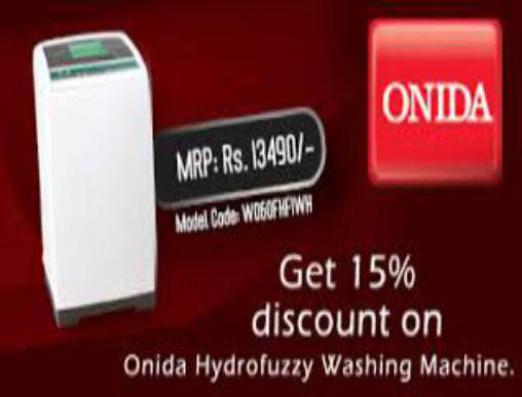 ONIDA
MRP: Rs. 13490/-
Model Code: WO60FHF1WH
Get 15%
discount on
Onida Hydrofuzzy Washing Machine.